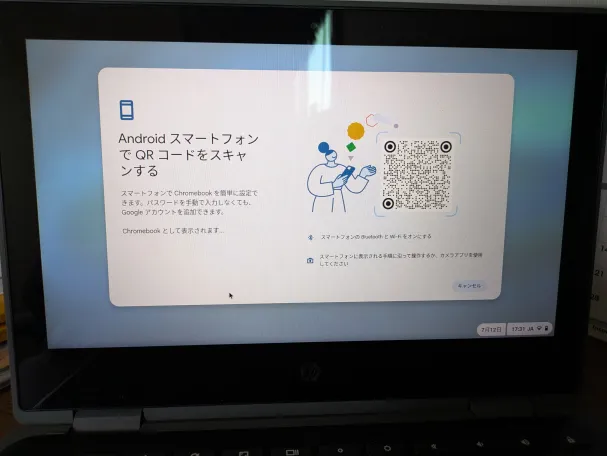 Android スマートフォン
で QR コードをスキャ
ンする
スマートフォンで Chromebook を簡単に設定で
きます。パスワードを手動で入力しなくても、
Google アカウントを追加できます。
Chromebook として表示されます...
スマートフォンの Bluetooth と Wi-Fi をオンにする
スマートフォンに表示される手順に沿って操作するか、カメラアプリを使用
してください
キャンセル
7月12日 17:31 JA
hp